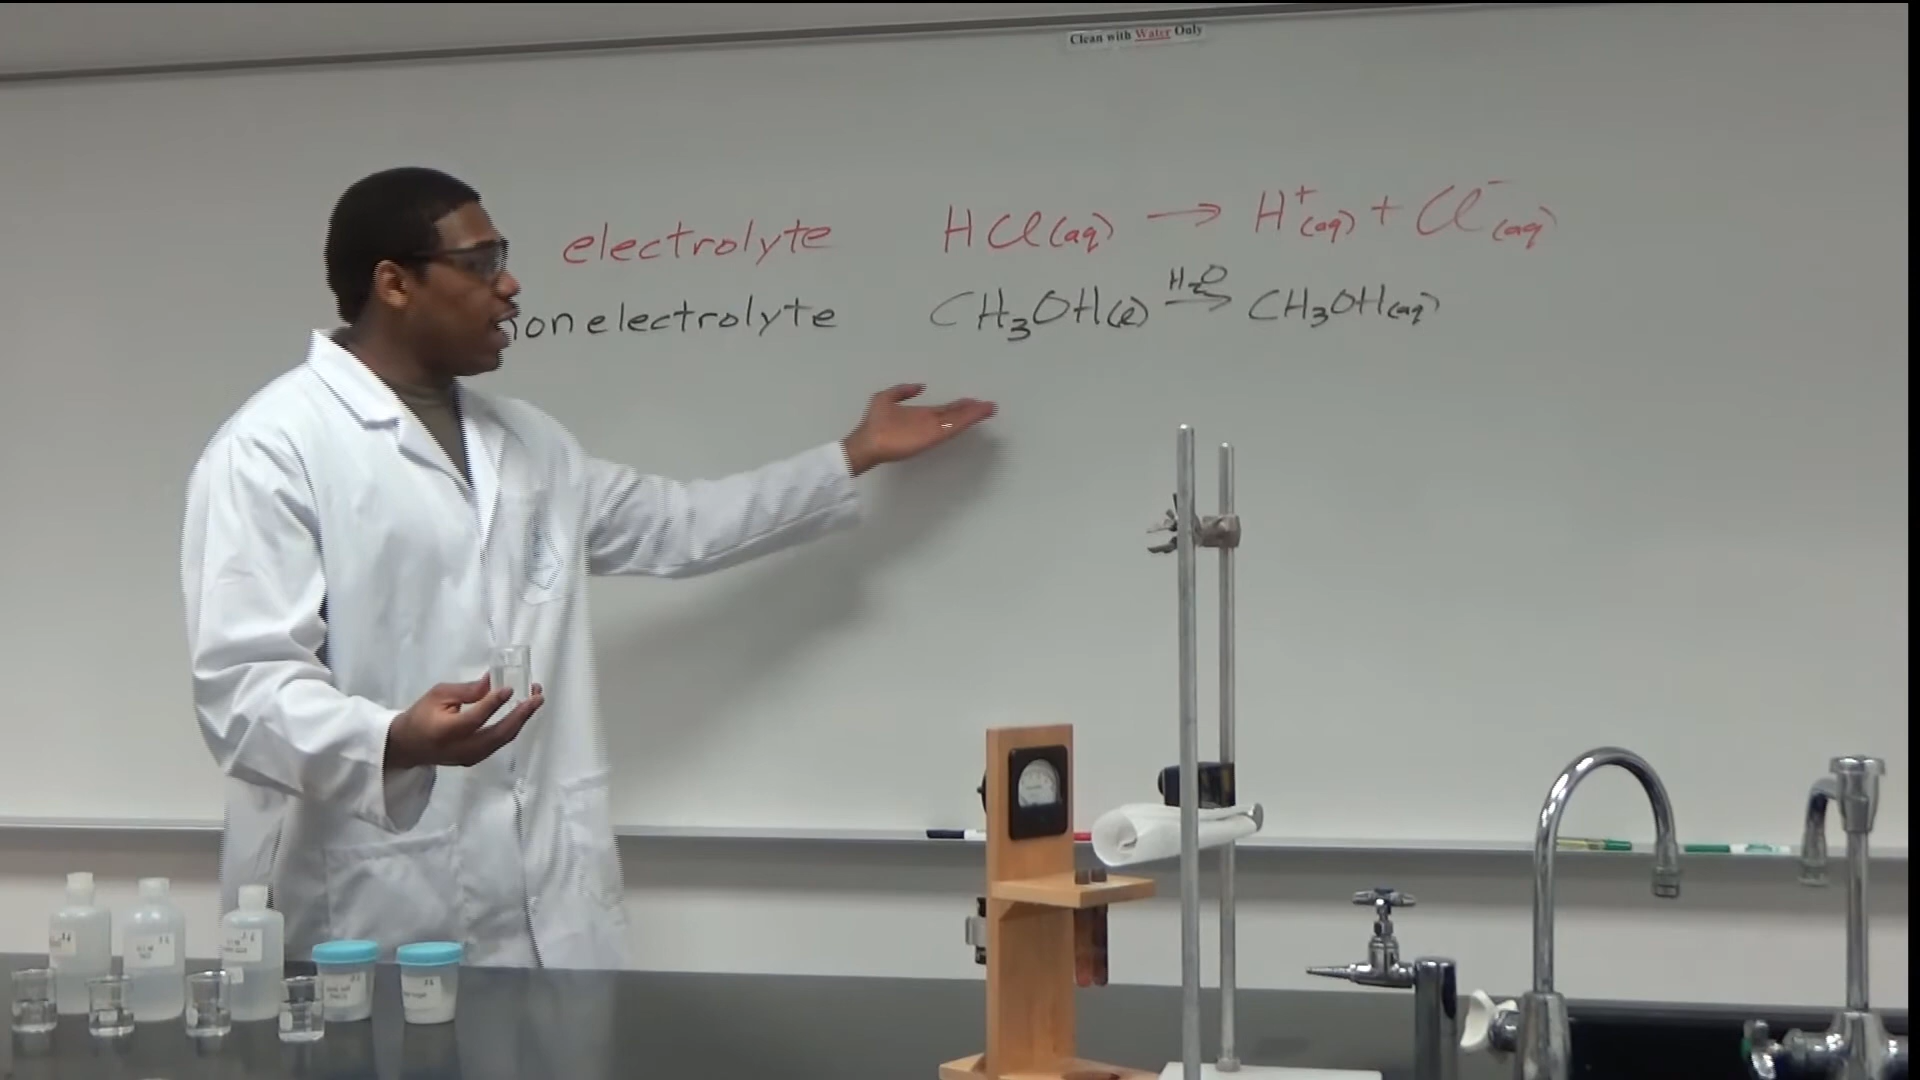 Clean with Water Only
electrolyte HCl(aq) → H⁺(aq) + Cl⁻(aq)
nonelectrolyte CH₃OH(l) H₂O→ CH₃OH(aq)